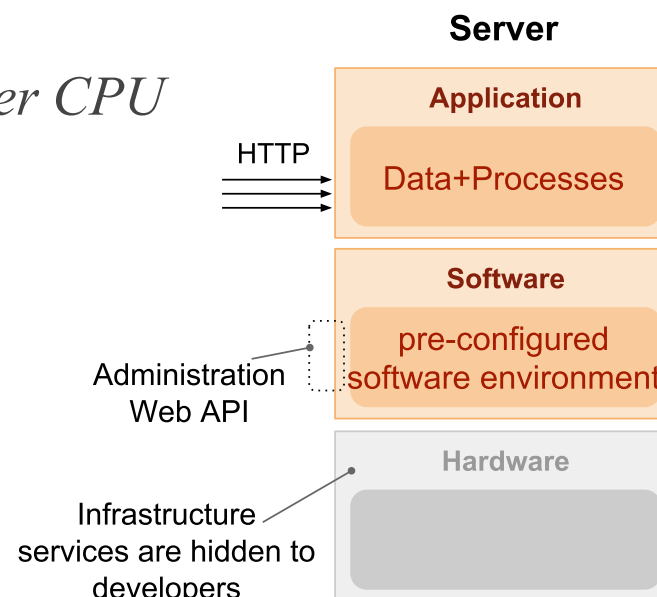 Server
er CPU
Application
HTTP
Data+Processes
Software
pre-configured
software environment
Administration
Web API
Hardware
Infrastructure
services are hidden to
developers